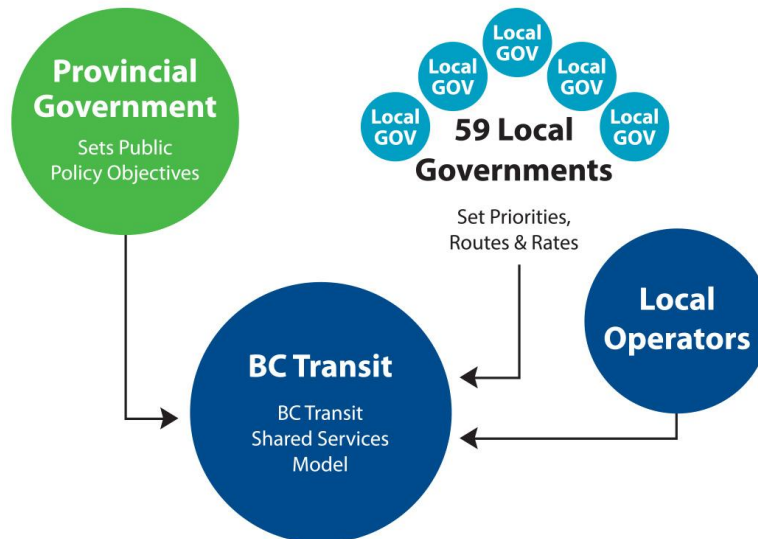 Provincial
Government
Sets Public
Policy Objectives
Local
GOV
Local
GOV
Local
GOV
Local
GOV
Local
GOV
59 Local
Governments
Set Priorities,
Routes & Rates
Local
Operators
BC Transit
BC Transit
Shared Services
Model